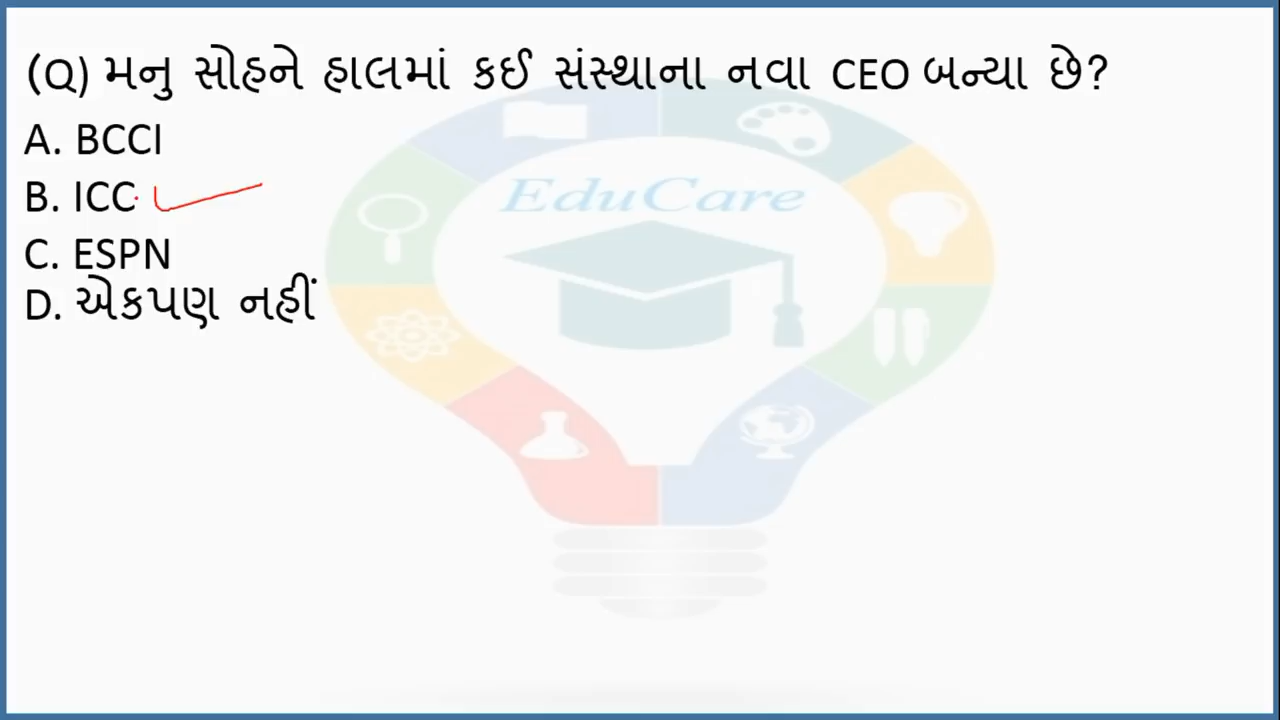 (Q) મનુ સોહને હાલમાં કઈ સંસ્થાના નવા CEO બન્યા છે?
A. BCCI
B. ICC
C. ESPN
D. એકપણ નહીં
EduCare